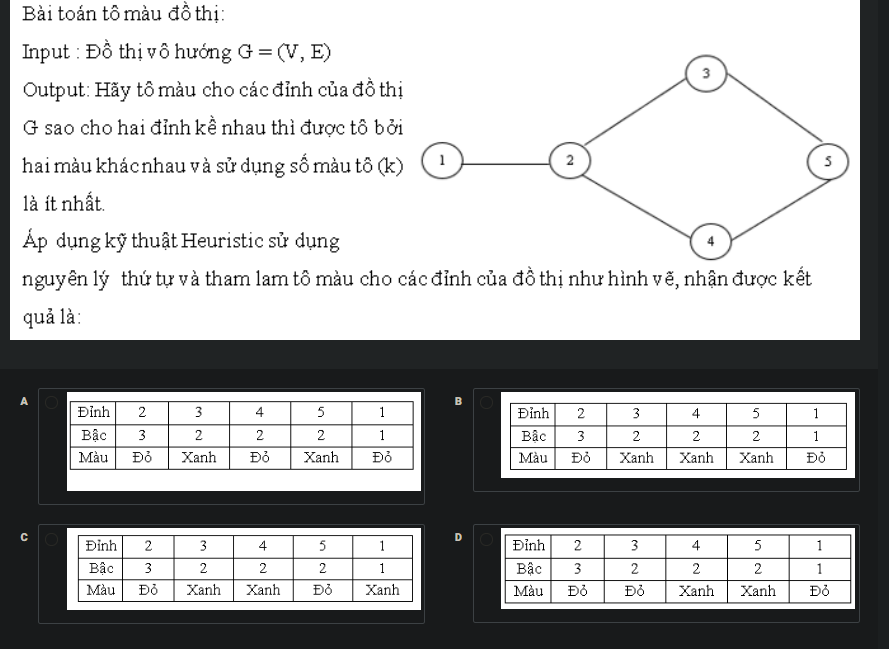 Bài toán tô màu đồ thị:
Input : Đồ thị vô hướng G = (V, E)
Output: Hãy tô màu cho các đỉnh của đồ thị
G sao cho hai đỉnh kề nhau thì được tô bởi
hai màu khác nhau và sử dụng số màu tô (k)
là ít nhất.
Áp dụng kỹ thuật Heuristic sử dụng
nguyên lý thứ tự và tham lam tô màu cho các đỉnh của đồ thị như hình vẽ, nhận được kết
quả là:
3
1
2
5
4
A
Đỉnh 2 3 4 5 1
Bậc 3 2 2 2 1
Màu Đỏ Xanh Đỏ Xanh Đỏ
B
Đỉnh 2 3 4 5 1
Bậc 3 2 2 2 1
Màu Đỏ Xanh Xanh Xanh Đỏ
C
Đỉnh 2 3 4 5 1
Bậc 3 2 2 2 1
Màu Đỏ Xanh Xanh Đỏ Xanh
D
Đỉnh 2 3 4 5 1
Bậc 3 2 2 2 1
Màu Đỏ Đỏ Xanh Xanh Đỏ